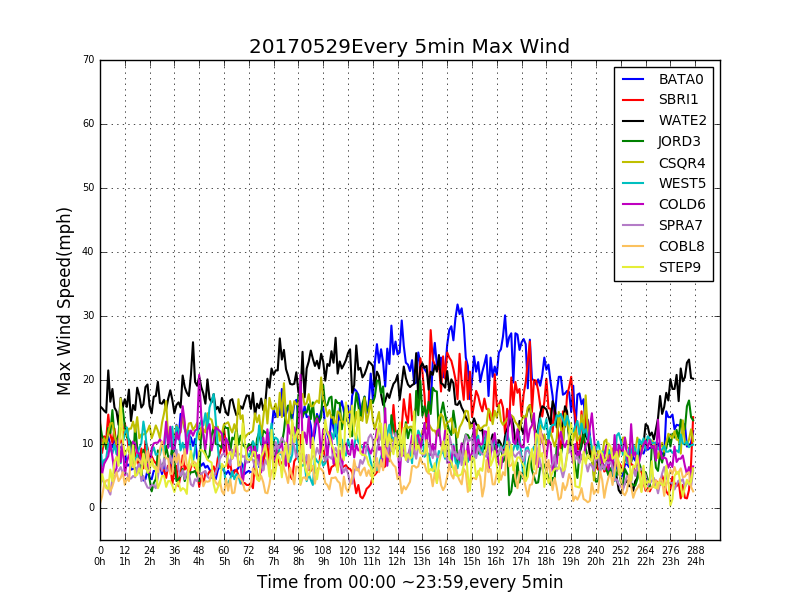 20170529Every 5min Max Wind
70
60
50
40
30
20
10
0
Max Wind Speed(mph)
BATA0
SBRI1
WATE2
JORD3
CSQR4
WEST5
COLD6
SPRA7
COBL8
STEP9
0 12 24 36 48 60 72 84 96 108 120 132 144 156 168 180 192 204 216 228 240 252 264 276 288
0h 1h 2h 3h 4h 5h 6h 7h 8h 9h 10h 11h 12h 13h 14h 15h 16h 17h 18h 19h 20h 21h 22h 23h 24h
Time from 00:00 ~23:59,every 5min